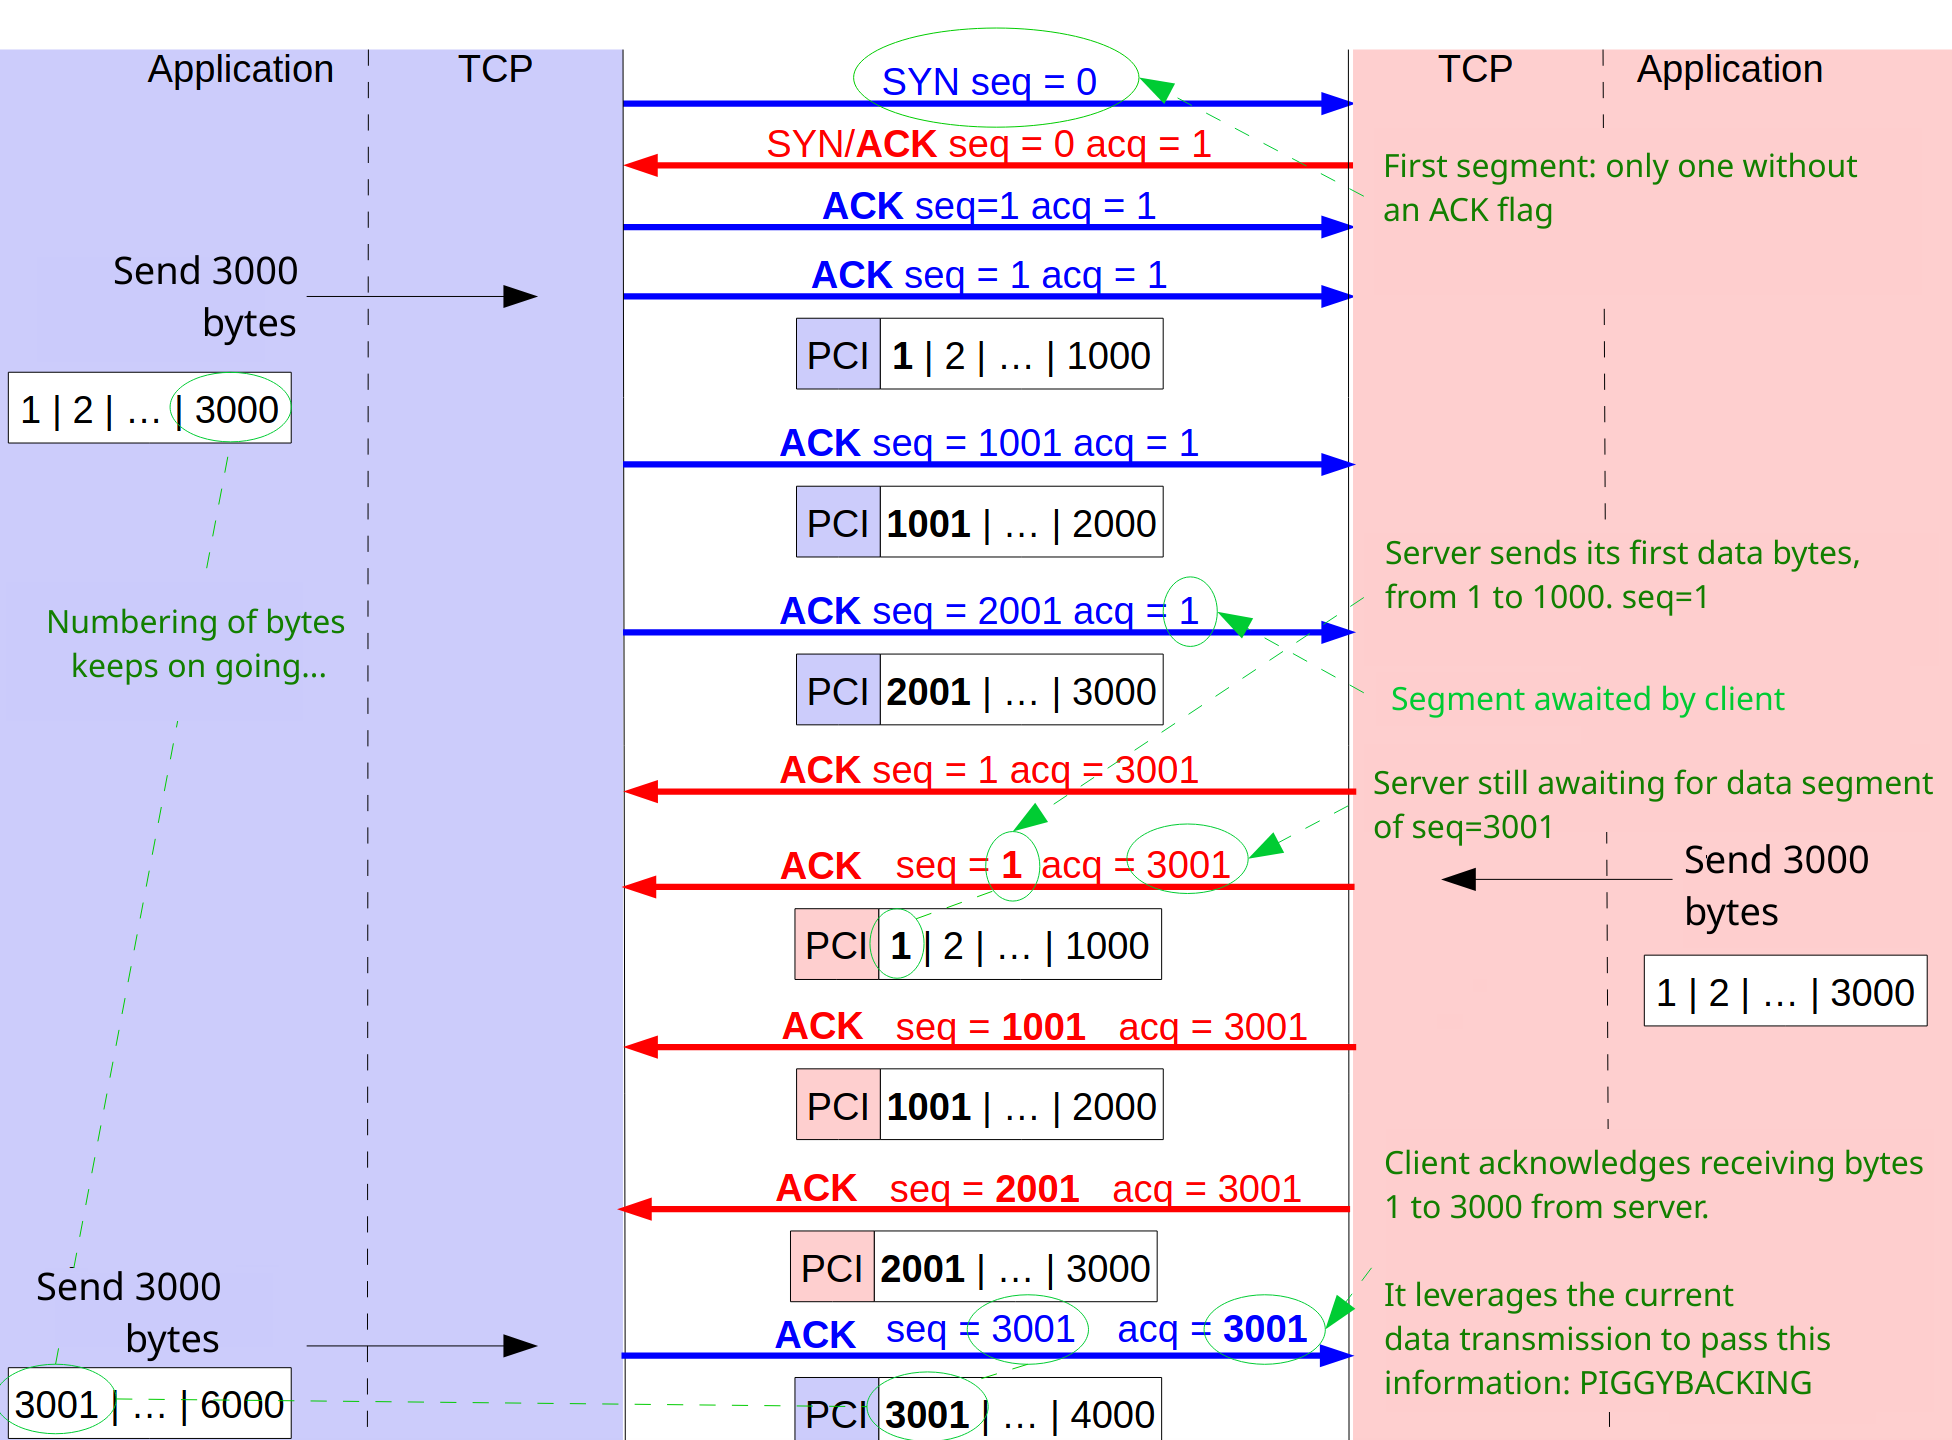 Application
TCP
TCP
Application
SYN seq = 0
SYN/ACK seq = 0 acq = 1
First segment: only one without
an ACK flag
ACK seq=1 acq = 1
Send 3000
bytes
ACK seq = 1 acq = 1
PCI 1 | 2 | … | 1000
1 | 2 | … | 3000
ACK seq = 1001 acq = 1
PCI 1001 | … | 2000
Server sends its first data bytes,
from 1 to 1000. seq=1
Numbering of bytes
keeps on going...
ACK seq = 2001 acq = 1
PCI 2001 | … | 3000
Segment awaited by client
ACK seq = 1 acq = 3001
Server still awaiting for data segment
of seq=3001
ACK seq = 1 acq = 3001
Send 3000
bytes
PCI 1 | 2 | … | 1000
1 | 2 | … | 3000
ACK seq = 1001 acq = 3001
PCI 1001 | … | 2000
Client acknowledges receiving bytes
1 to 3000 from server.
ACK seq = 2001 acq = 3001
PCI 2001 | … | 3000
Send 3000
bytes
It leverages the current
data transmission to pass this
information: PIGGYBACKING
ACK seq = 3001 acq = 3001
3001 | … | 6000
PCI 3001 | … | 4000